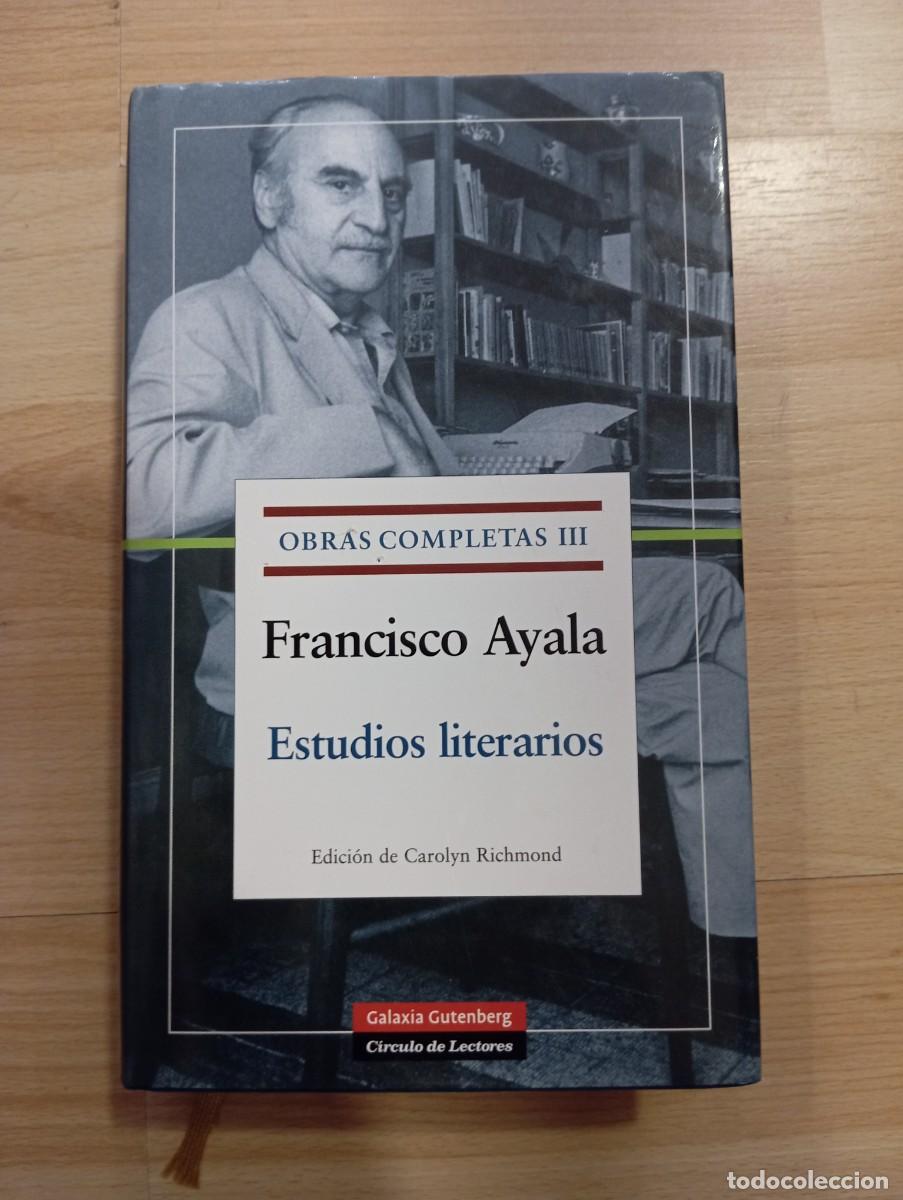 OBRAS COMPLETAS III
Francisco Ayala
Estudios literarios
Edición de Carolyn Richmond
Galaxia Gutenberg
Círculo de Lectores
todocoleccion